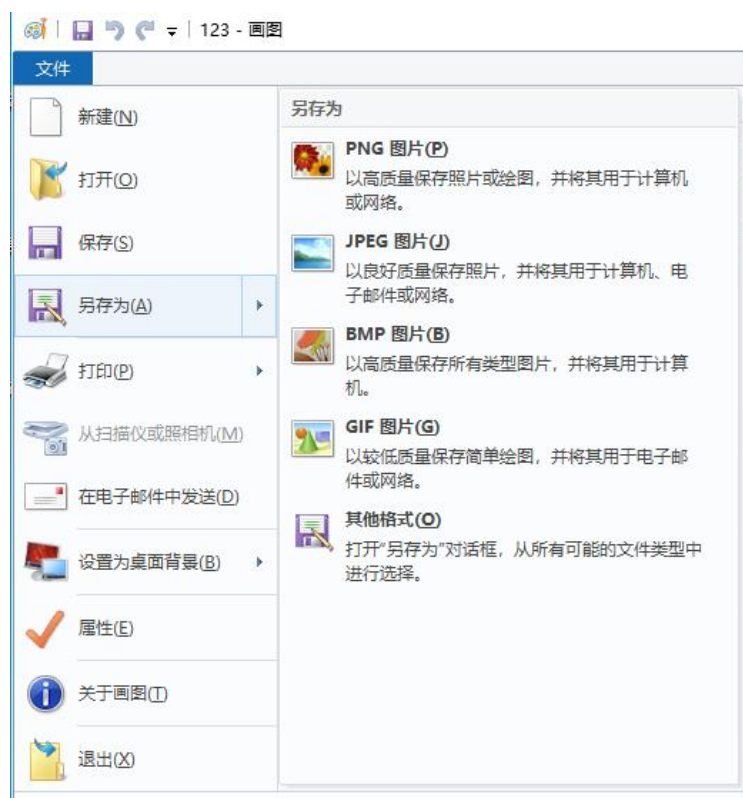 123 - 画图
文件
新建(N)
打开(O)
保存(S)
另存为(A)
打印(P)
从扫描仪或照相机(M)
在电子邮件中发送(D)
设置为桌面背景(B)
属性(E)
关于画图(T)
退出(X)
另存为
PNG 图片(P)
以高质量保存照片或绘图，并将其用于计算机
或网络。
JPEG 图片(J)
以良好质量保存照片，并将其用于计算机、电
子邮件或网络。
BMP 图片(B)
以高质量保存所有类型图片，并将其用于计算
机。
GIF 图片(G)
以较低质量保存简单绘图，并将其用于电子邮
件或网络。
其他格式(O)
打开“另存为”对话框，从所有可能的文件类型中
进行选择。